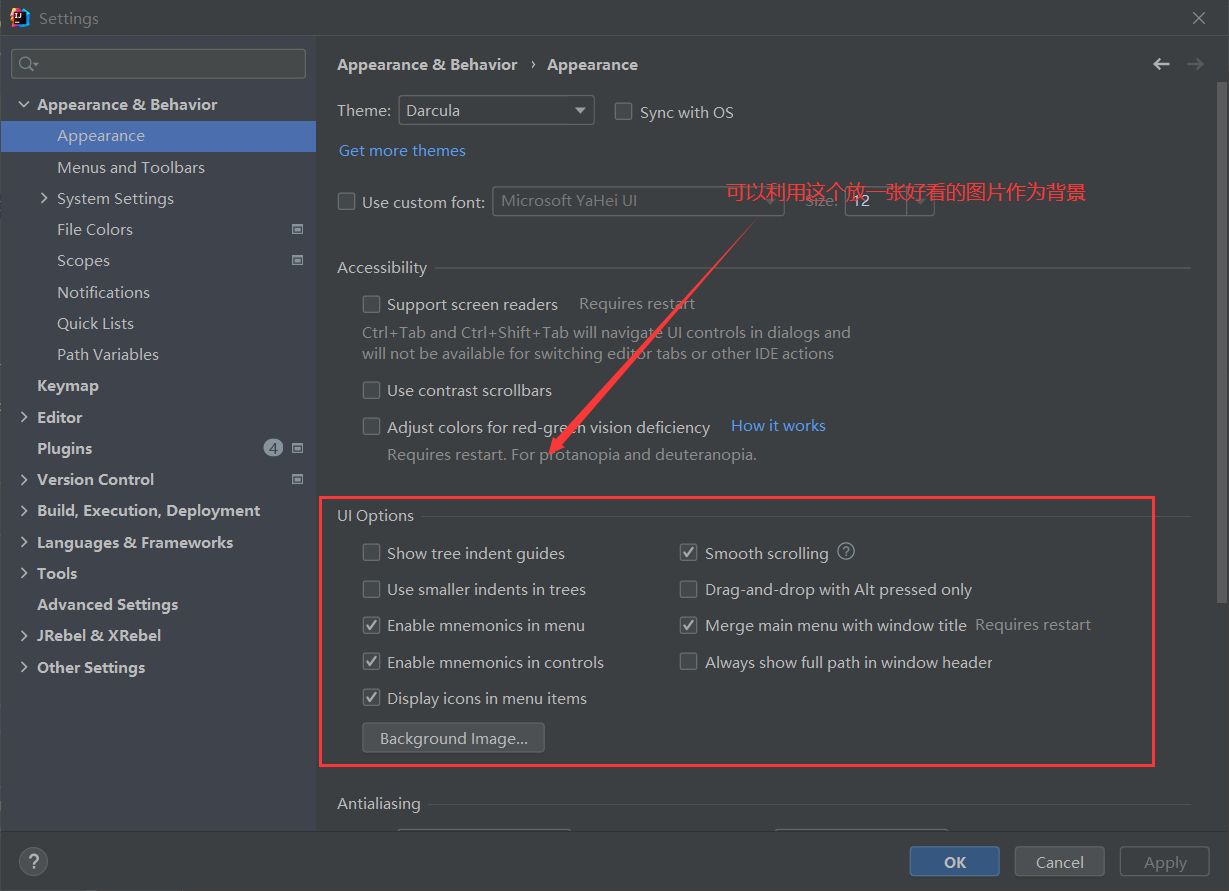 Settings
Appearance & Behavior › Appearance
Appearance & Behavior
Appearance
Menus and Toolbars
System Settings
File Colors
Scopes
Notifications
Quick Lists
Path Variables
Keymap
Editor
Plugins 4
Version Control
Build, Execution, Deployment
Languages & Frameworks
Tools
Advanced Settings
JRebel & XRebel
Other Settings
Theme: Darcula Sync with OS
Get more themes
可以利用这个放一张好看的图片作为背景
Use custom font: Microsoft YaHei UI Size: 12
Accessibility
Support screen readers Requires restart
Ctrl+Tab and Ctrl+Shift+Tab will navigate UI controls in dialogs and
will not be available for switching editor tabs or other IDE actions
Use contrast scrollbars
Adjust colors for red-green vision deficiency How it works
Requires restart. For protanopia and deuteranopia.
UI Options
Show tree indent guides Smooth scrolling ?
Use smaller indents in trees Drag-and-drop with Alt pressed only
Enable mnemonics in menu Merge main menu with window title Requires restart
Enable mnemonics in controls Always show full path in window header
Display icons in menu items
Background Image...
Antialiasing
? OK Cancel Apply